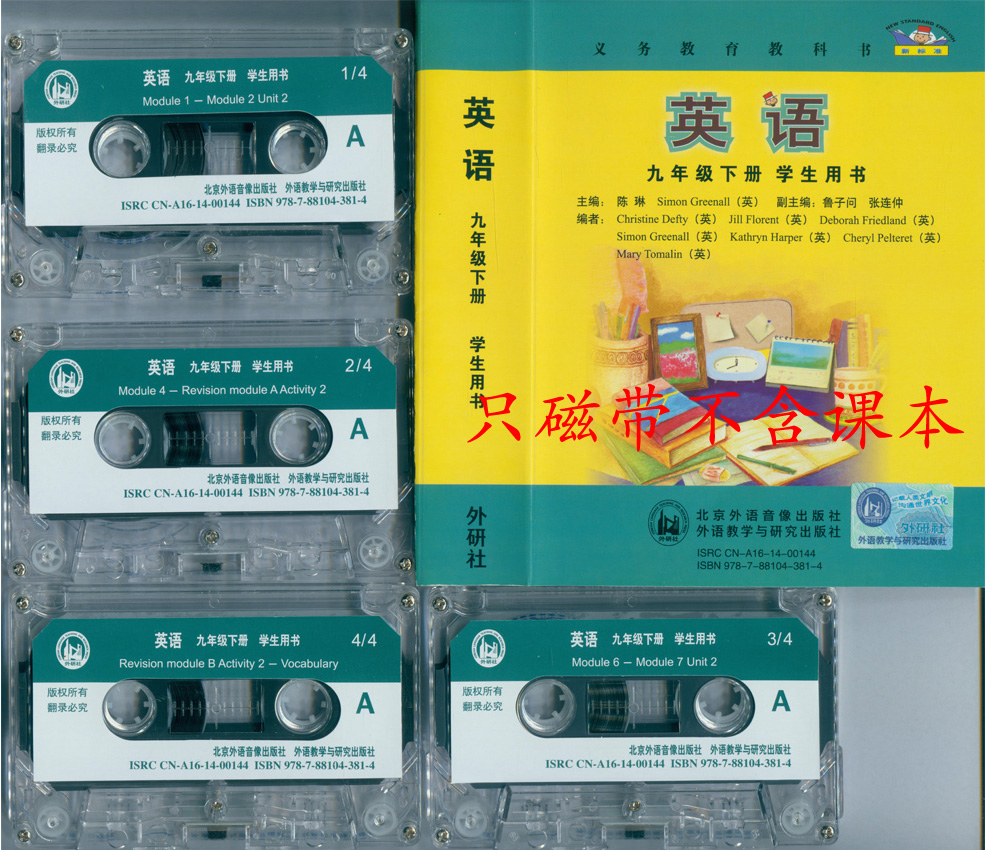 英语 九年级下册 学生用书 1/4
Module 1 — Module 2 Unit 2
外研社
版权所有
翻录必究
A
北京外语音像出版社 外语教学与研究出版社
ISRC CN-A16-14-00144 ISBN 978-7-88104-381-4
英语 九年级下册 学生用书 2/4
Module 4 — Revision module A Activity 2
外研社
版权所有
翻录必究
A
北京外语音像出版社 外语教学与研究出版社
ISRC CN-A16-14-00144 ISBN 978-7-88104-381-4
英语 九年级下册 学生用书 4/4
Revision module B Activity 2 — Vocabulary
外研社
版权所有
翻录必究
A
北京外语音像出版社 外语教学与研究出版社
ISRC CN-A16-14-00144 ISBN 978-7-88104-381-4
英语 九年级下册 学生用书 3/4
Module 6 — Module 7 Unit 2
外研社
版权所有
翻录必究
A
北京外语音像出版社 外语教学与研究出版社
ISRC CN-A16-14-00144 ISBN 978-7-88104-381-4
英语
九年级下册 学生用书
外研社
义务教育教科书
NEW STANDARD ENGLISH
新标准
英语
九年级下册 学生用书
主编： 陈 琳 Simon Greenall（英） 副主编：鲁子问 张连仲
编者： Christine Defty（英） Jill Florent（英） Deborah Friedland（英）
Simon Greenall（英） Kathryn Harper（英） Cheryl Pelteret（英）
Mary Tomalin（英）
只磁带不含课本
北京外语音像出版社
外语教学与研究出版社
ISRC CN–A16–14–00144
ISBN 978–7–88104–381–4
外研社
外语教学与研究出版社